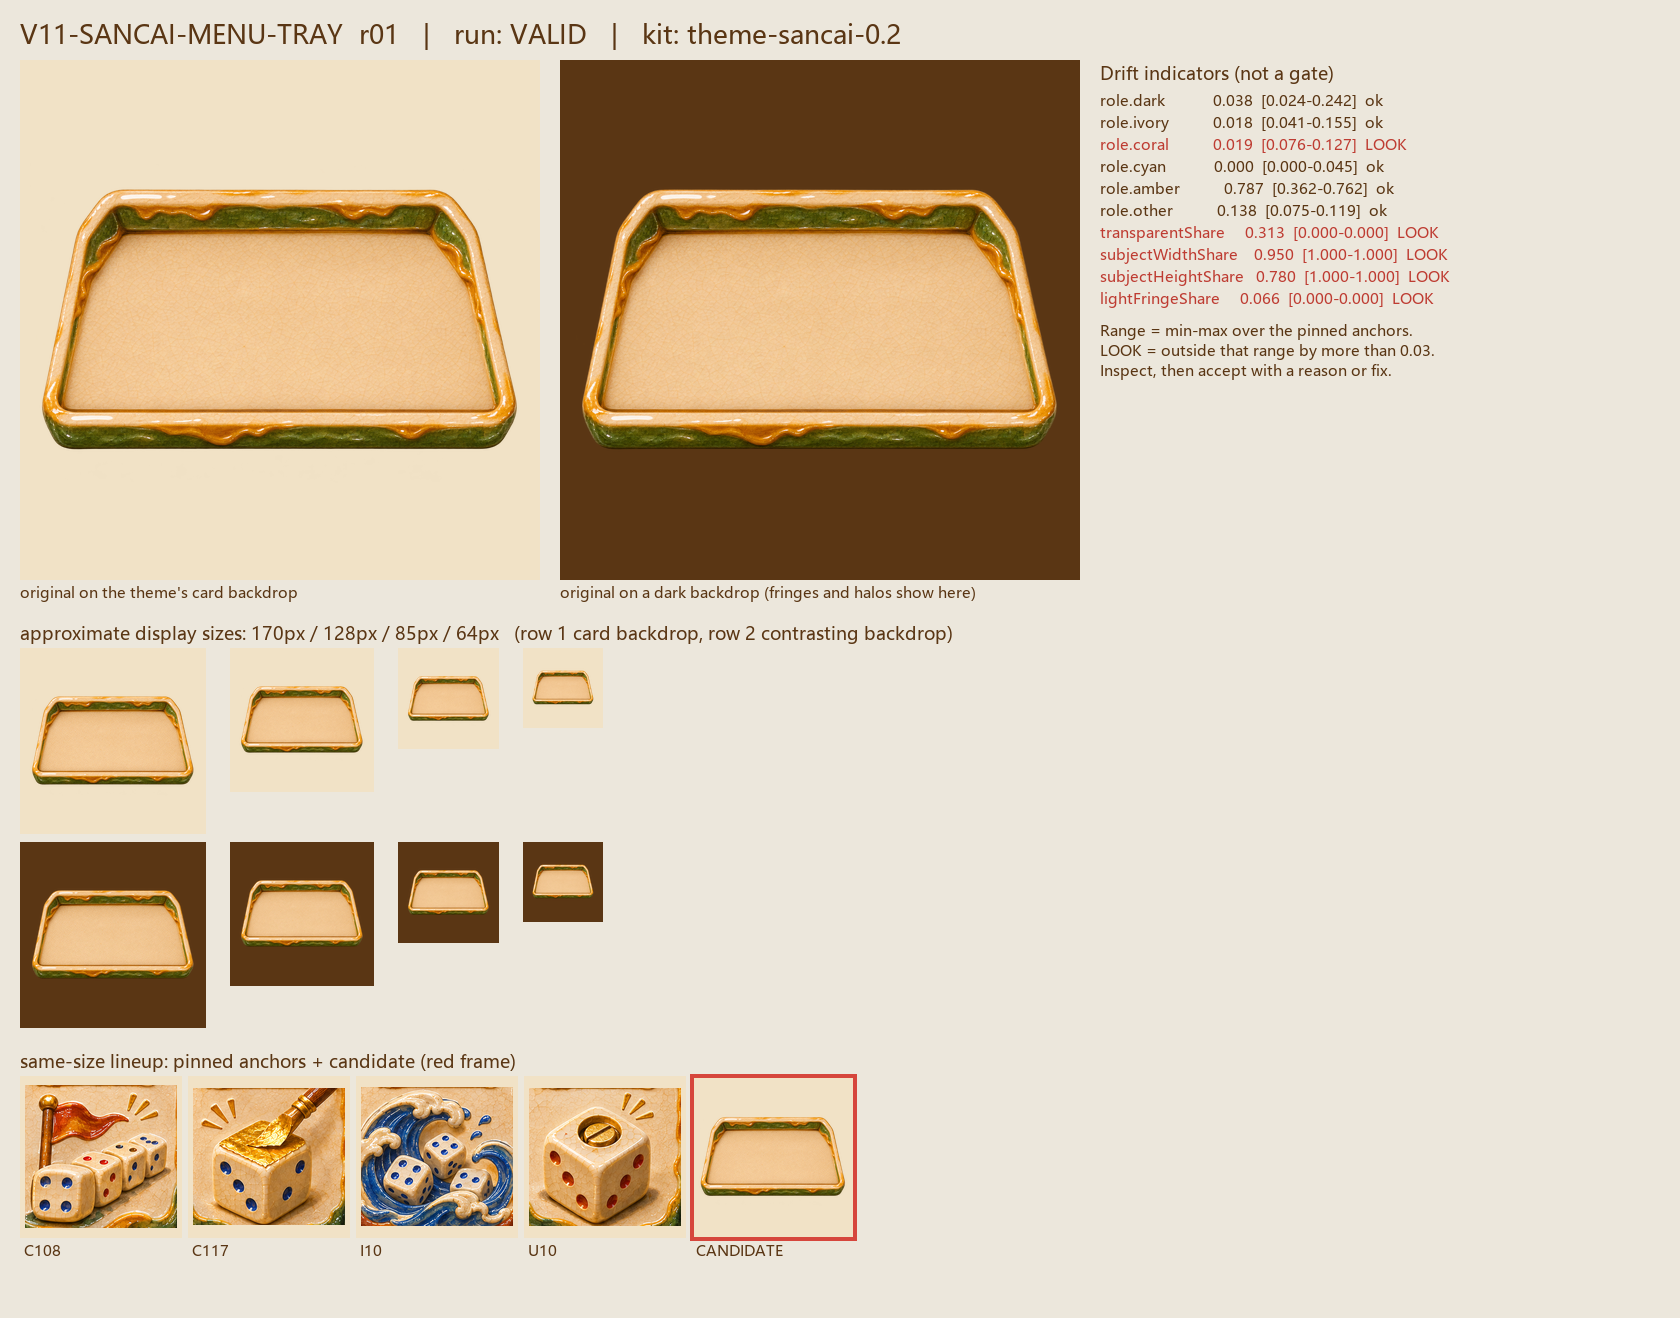 V11-SANCAI-MENU-TRAY r01 | run: VALID | kit: theme-sancai-0.2
Drift indicators (not a gate)
role.dark 0.038 [0.024-0.242] ok
role.ivory 0.018 [0.041-0.155] ok
role.coral 0.019 [0.076-0.127] LOOK
role.cyan 0.000 [0.000-0.045] ok
role.amber 0.787 [0.362-0.762] ok
role.other 0.138 [0.075-0.119] ok
transparentShare 0.313 [0.000-0.000] LOOK
subjectWidthShare 0.950 [1.000-1.000] LOOK
subjectHeightShare 0.780 [1.000-1.000] LOOK
lightFringeShare 0.066 [0.000-0.000] LOOK
Range = min-max over the pinned anchors.
LOOK = outside that range by more than 0.03.
Inspect, then accept with a reason or fix.
original on the theme's card backdrop
original on a dark backdrop (fringes and halos show here)
approximate display sizes: 170px / 128px / 85px / 64px (row 1 card backdrop, row 2 contrasting backdrop)
same-size lineup: pinned anchors + candidate (red frame)
C108
C117
I10
U10
CANDIDATE